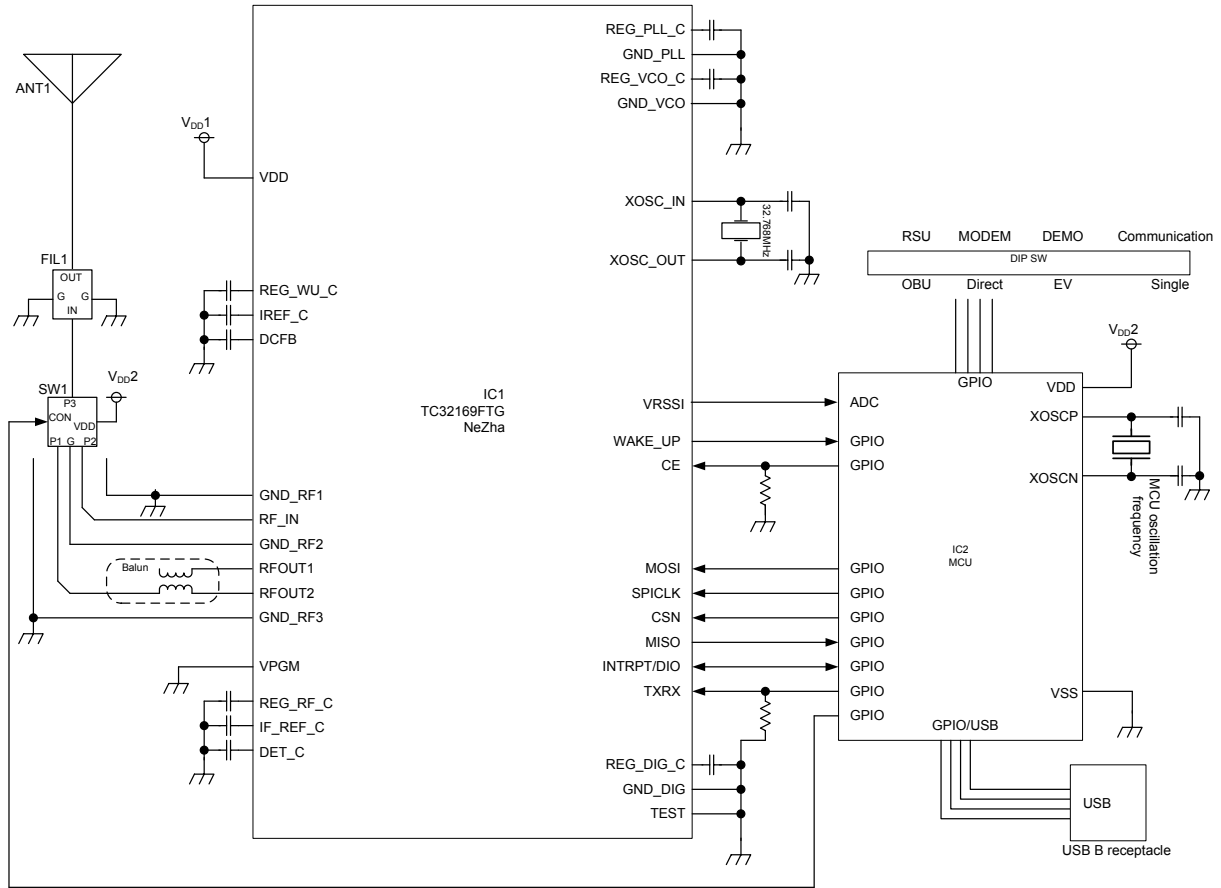 ANT1
FIL1
OUT
G G
IN
SW1
P3
CON
VDD
P1 G P2
VDD2
VDD1
VDD
REG_WU_C
IREF_C
DCFB
GND_RF1
RF_IN
GND_RF2
RFOUT1
RFOUT2
GND_RF3
Balun
VPGM
REG_RF_C
IF_REF_C
DET_C
IC1
TC32169FTG
NeZha
REG_PLL_C
GND_PLL
REG_VCO_C
GND_VCO
XOSC_IN
XOSC_OUT
32.768MHz
VRSSI
WAKE_UP
CE
MOSI
SPICLK
CSN
MISO
INTRPT/DIO
TXRX
REG_DIG_C
GND_DIG
TEST
RSU MODEM DEMO Communication
DIP SW
OBU Direct EV Single
GPIO
ADC
GPIO
GPIO
GPIO
GPIO
GPIO
GPIO
GPIO
GPIO
GPIO
IC2
MCU
VDD2
VDD
XOSCP
XOSCN
MCU oscillation
frequency
VSS
GPIO/USB
USB
USB B receptacle